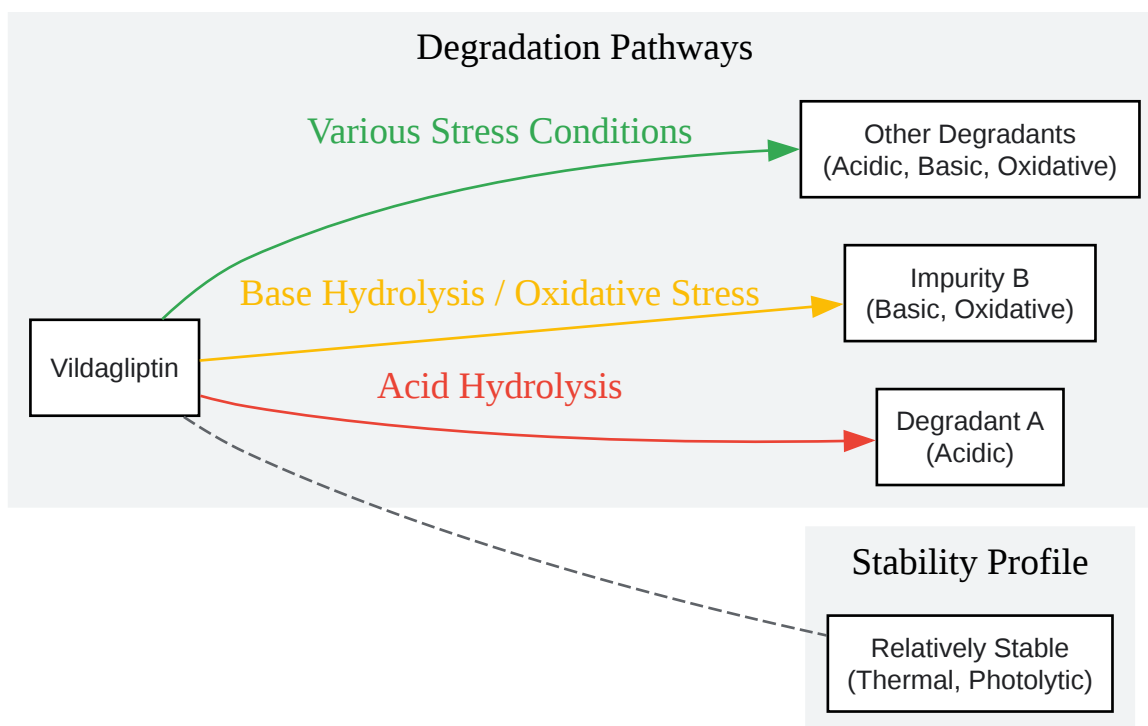 Degradation Pathways
Various Stress Conditions
Other Degradants
(Acidic, Basic, Oxidative)
Base Hydrolysis / Oxidative Stress
Impurity B
(Basic, Oxidative)
Vildagliptin
Acid Hydrolysis
Degradant A
(Acidic)
Stability Profile
Relatively Stable
(Thermal, Photolytic)